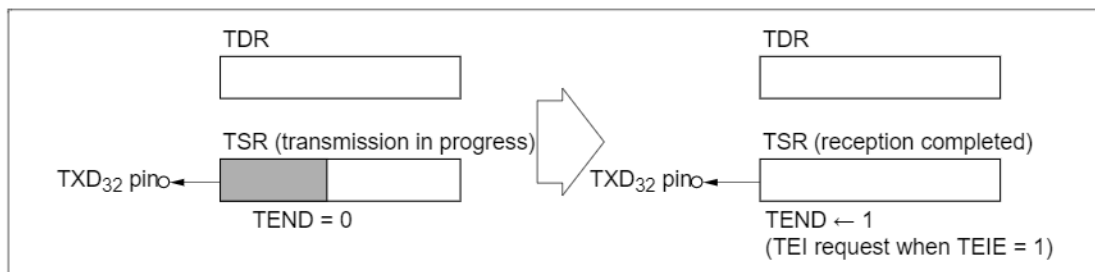 TDR
TDR
TSR (transmission in progress)
TSR (reception completed)
TXD32 pin
TXD32 pin
TEND = 0
TEND ← 1
(TEI request when TEIE = 1)